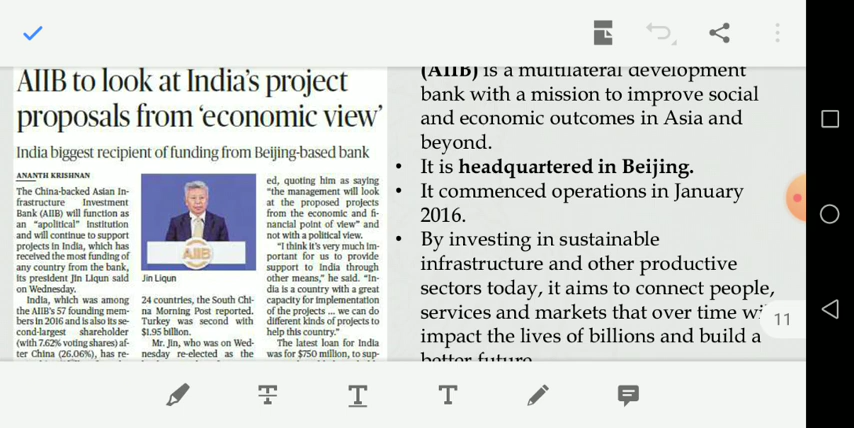 AIIB to look at India's project
proposals from 'economic view'
India biggest recipient of funding from Beijing-based bank
ANANTH KRISHNAN
The China-backed Asian In-
frastructure Investment
Bank (AIIB) will function as
an “apolitical” institution
and will continue to support
projects in India, which has
received the most funding of
any country from the bank,
its president Jin Liqun said
on Wednesday.
India, which was among
the AIIB's 57 founding mem-
bers in 2016 and is also its se-
cond-largest shareholder
(with 7.62% voting shares) af-
ter China (26.06%), has re-
AIIB
Jin Liqun
24 countries, the South Chi-
na Morning Post reported.
Turkey was second with
$1.95 billion.
Mr. Jin, who was on Wed-
nesday re-elected as the
ed, quoting him as saying
“the management will look
at the proposed projects
from the economic and fi-
nancial point of view” and
not with a political view.
“I think it's very much im-
portant for us to provide
support to India through
other means,” he said. “In-
dia is a country with a great
capacity for implementation
of the projects ... we can do
different kinds of projects to
help this country.”
The latest loan for India
was for $750 million, to sup-
(AIIB) is a multilateral development
bank with a mission to improve social
and economic outcomes in Asia and
beyond.
• It is headquartered in Beijing.
• It commenced operations in January
2016.
• By investing in sustainable
infrastructure and other productive
sectors today, it aims to connect people,
services and markets that over time
impact the lives of billions and build a
better future.
11